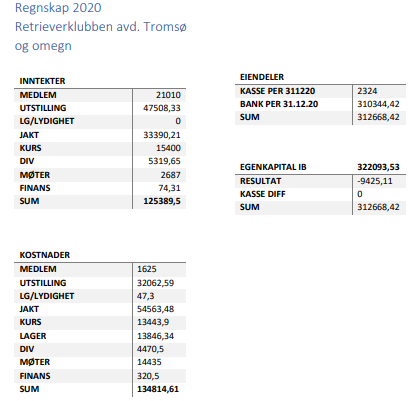 Regnskap 2020
Retrieverklubben avd. Tromsø
og omegn
INNTEKTER
MEDLEM 21010
UTSTILLING 47508,33
LG/LYDIGHET 0
JAKT 33390,21
KURS 15400
DIV 5319,65
MØTER 2687
FINANS 74,31
SUM 125389,5
KOSTNADER
MEDLEM 1625
UTSTILLING 32062,59
LG/LYDIGHET 47,3
JAKT 54563,48
KURS 13443,9
LAGER 13846,34
DIV 4470,5
MØTER 14435
FINANS 320,5
SUM 134814,61
EIENDELER
KASSE PER 311220 2324
BANK PER 31.12.20 310344,42
SUM 312668,42
EGENKAPITAL IB 322093,53
RESULTAT -9425,11
KASSE DIFF 0
SUM 312668,42